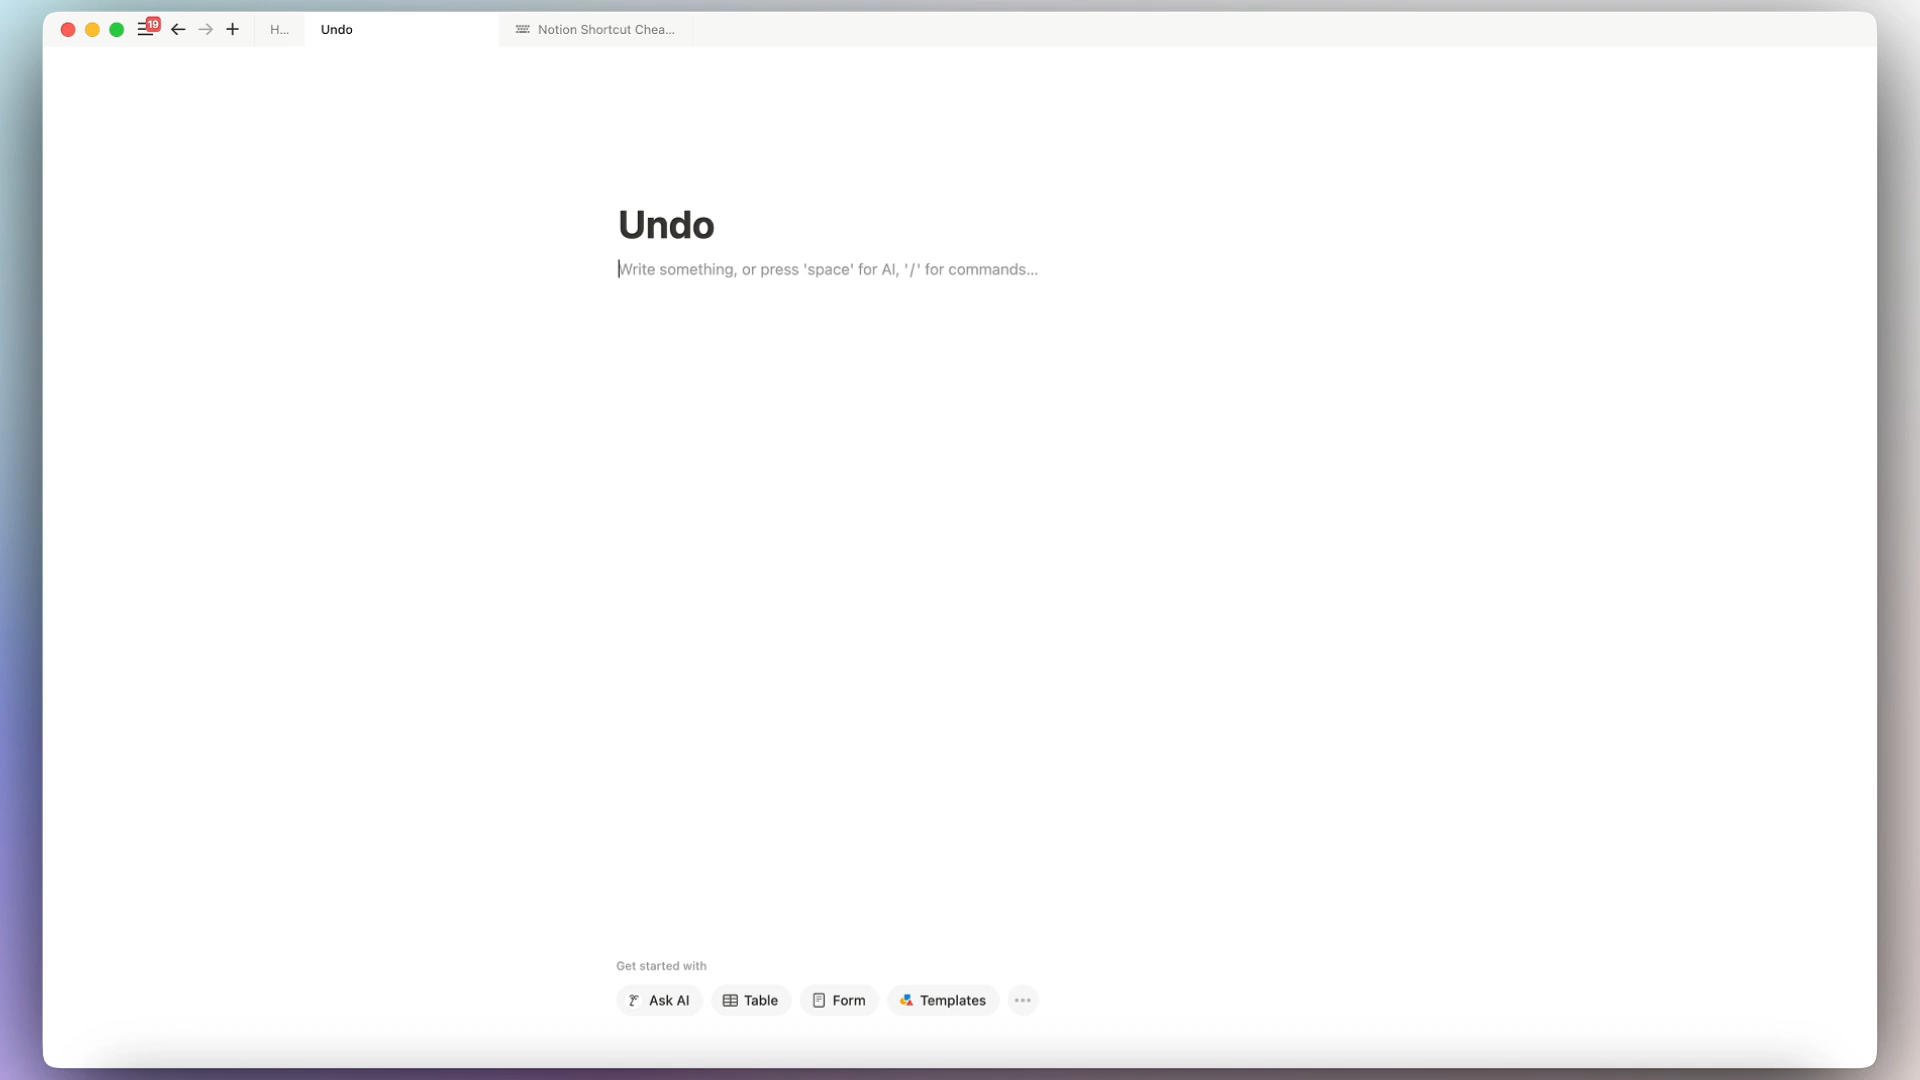 19
H...
Undo
Notion Shortcut Chea...
Undo
Write something, or press 'space' for AI, '/' for commands...
Get started with
Ask AI
Table
Form
Templates